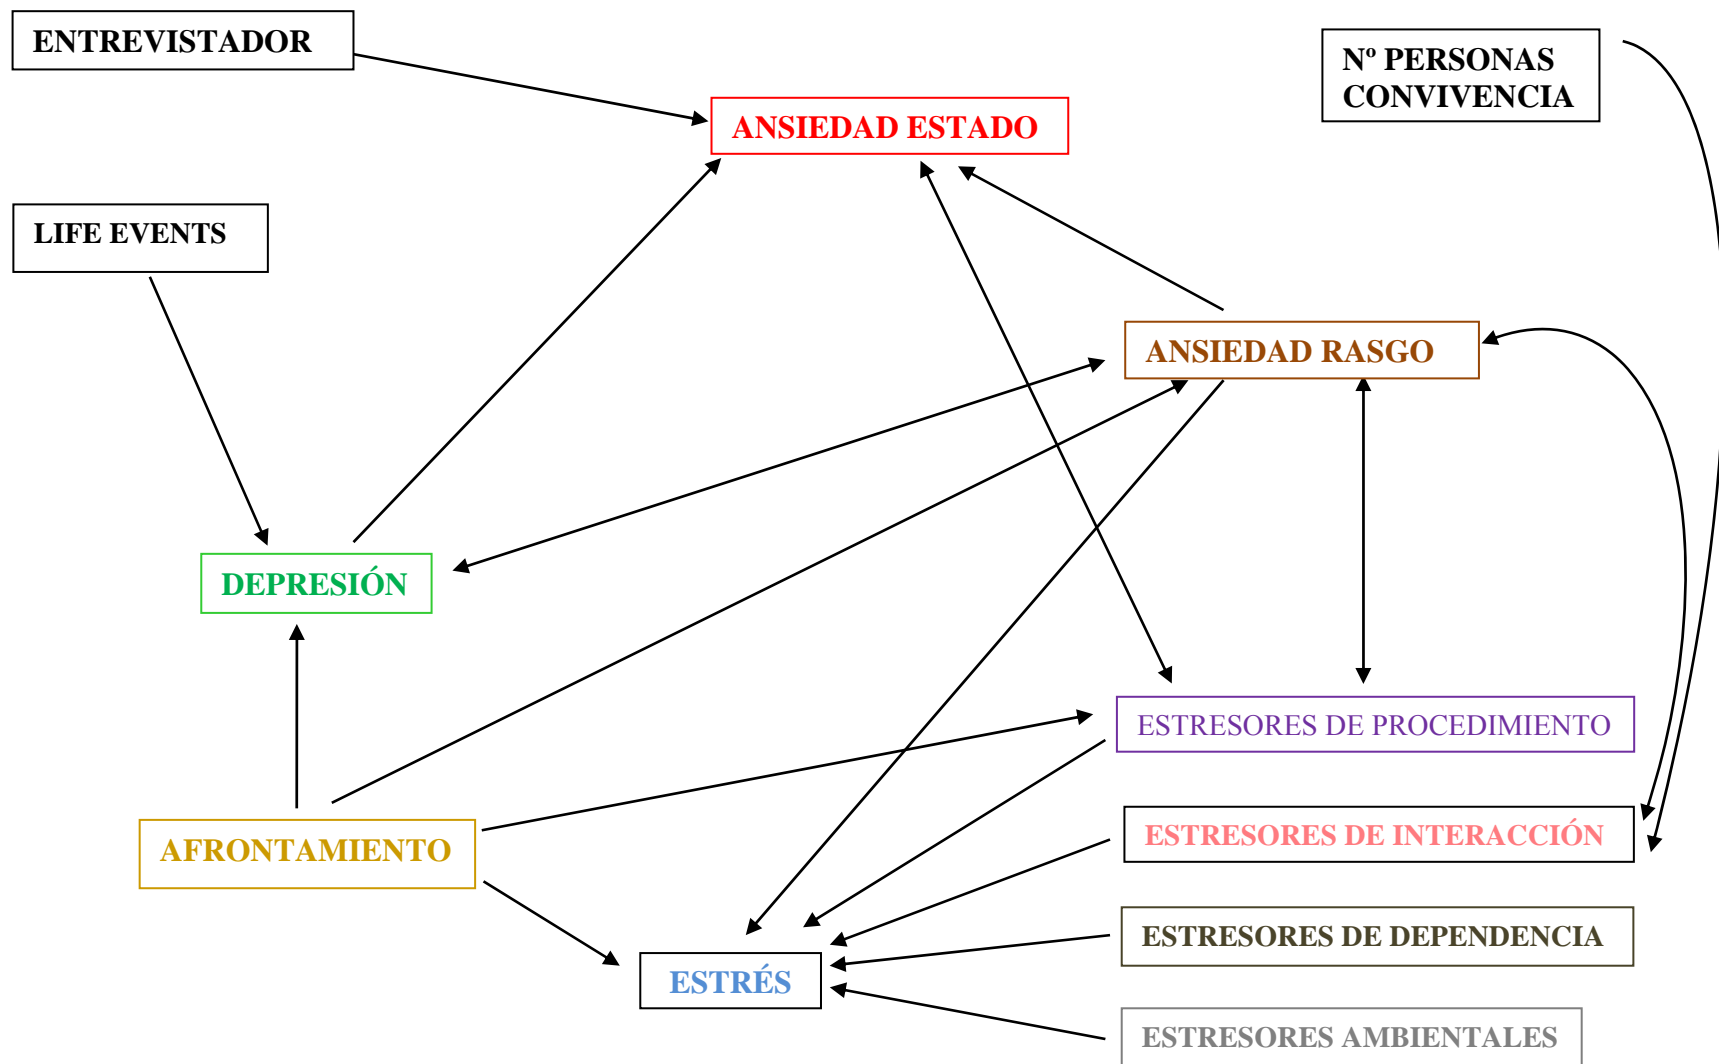 ENTREVISTADOR
Nº PERSONAS
CONVIVENCIA
ANSIEDAD ESTADO
LIFE EVENTS
ANSIEDAD RASGO
DEPRESIÓN
ESTRESORES DE PROCEDIMIENTO
AFRONTAMIENTO
ESTRESORES DE INTERACCIÓN
ESTRESORES DE DEPENDENCIA
ESTRÉS
ESTRESORES AMBIENTALES